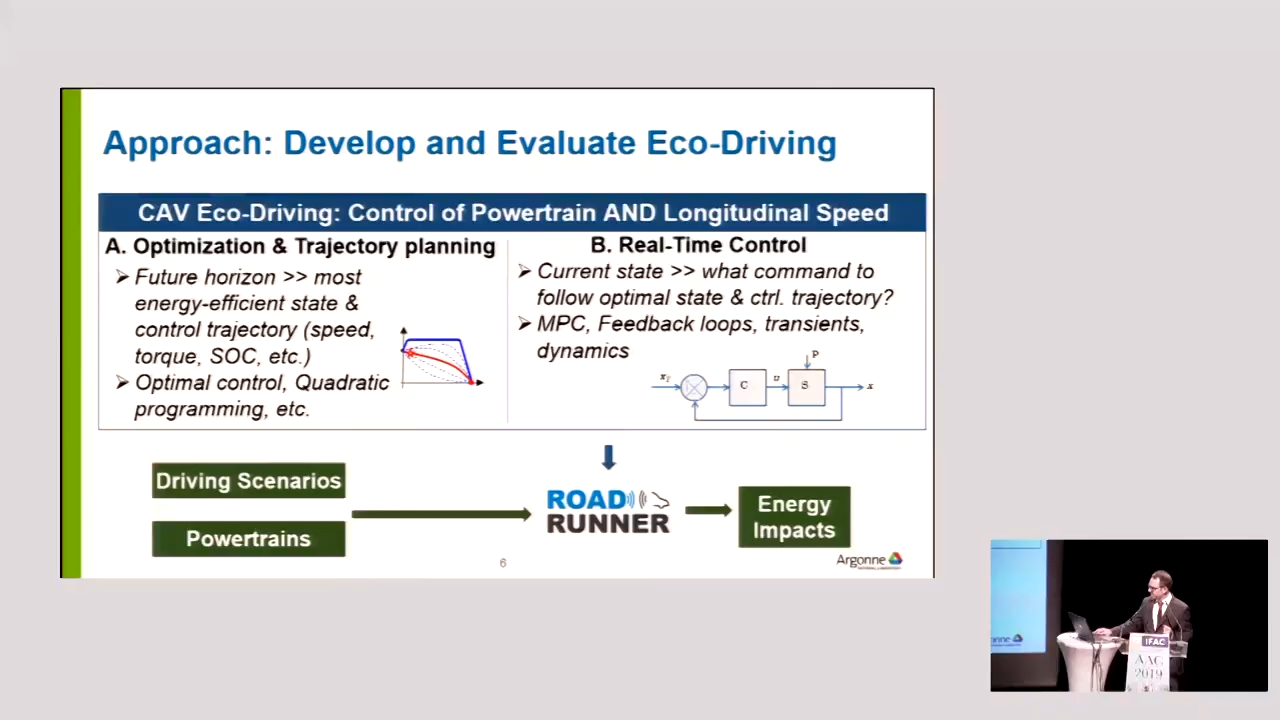 Approach: Develop and Evaluate Eco-Driving
CAV Eco-Driving: Control of Powertrain AND Longitudinal Speed
A. Optimization & Trajectory planning
➢ Future horizon >> most
energy-efficient state &
control trajectory (speed,
torque, SOC, etc.)
➢ Optimal control, Quadratic
programming, etc.
B. Real-Time Control
➢ Current state >> what command to
follow optimal state & ctrl. trajectory?
➢ MPC, Feedback loops, transients,
dynamics
P
C
u
S
x
Driving Scenarios
Powertrains
ROAD
RUNNER
Energy
Impacts
6
Argonne
IFAC
AAC
2019